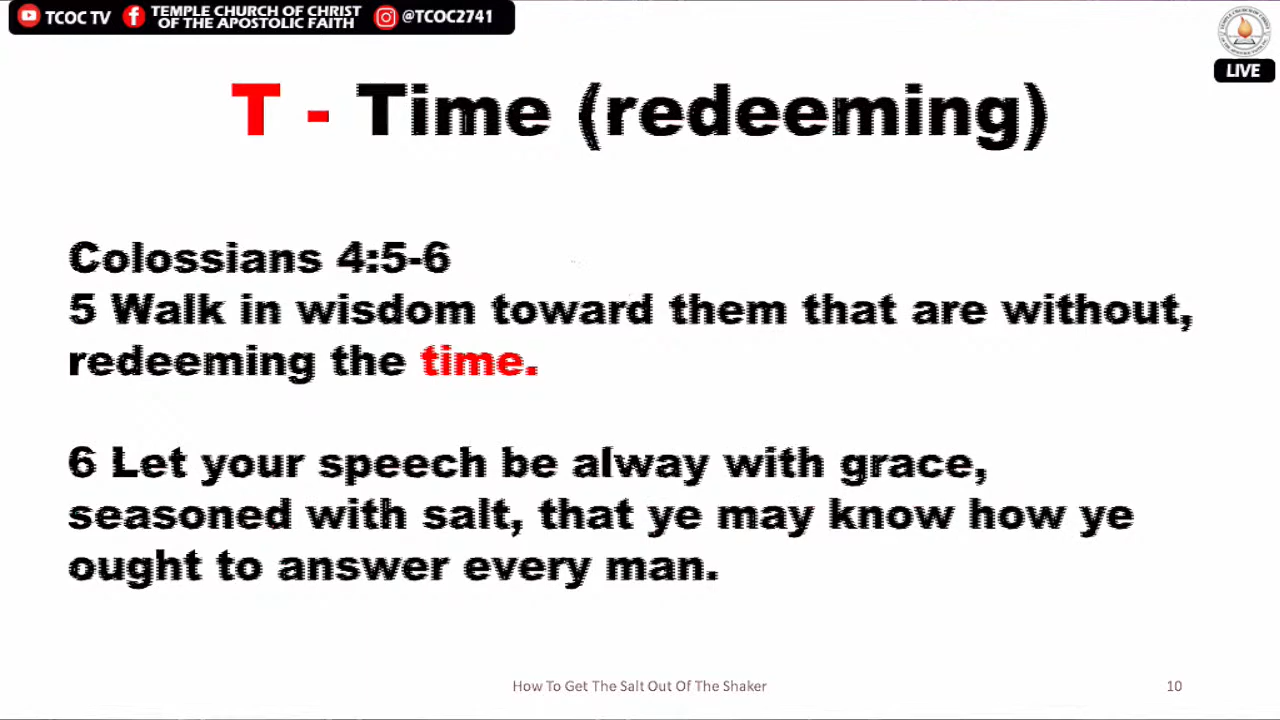 TCOC TV
TEMPLE CHURCH OF CHRIST
OF THE APOSTOLIC FAITH
@TCOC2741
LIVE
T - Time (redeeming)
Colossians 4:5-6
5 Walk in wisdom toward them that are without,
redeeming the time.
6 Let your speech be alway with grace,
seasoned with salt, that ye may know how ye
ought to answer every man.
How To Get The Salt Out Of The Shaker
10